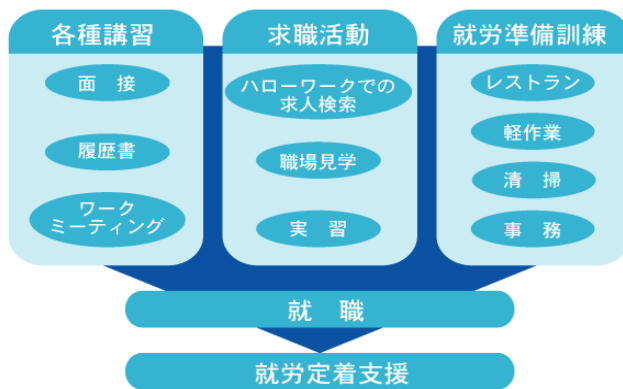 各種講習
面　接
履歴書
ワーク
ミーティング
求職活動
ハローワークでの
求人検索
職場見学
実　習
就労準備訓練
レストラン
軽作業
清　掃
事　務
就　職
就労定着支援